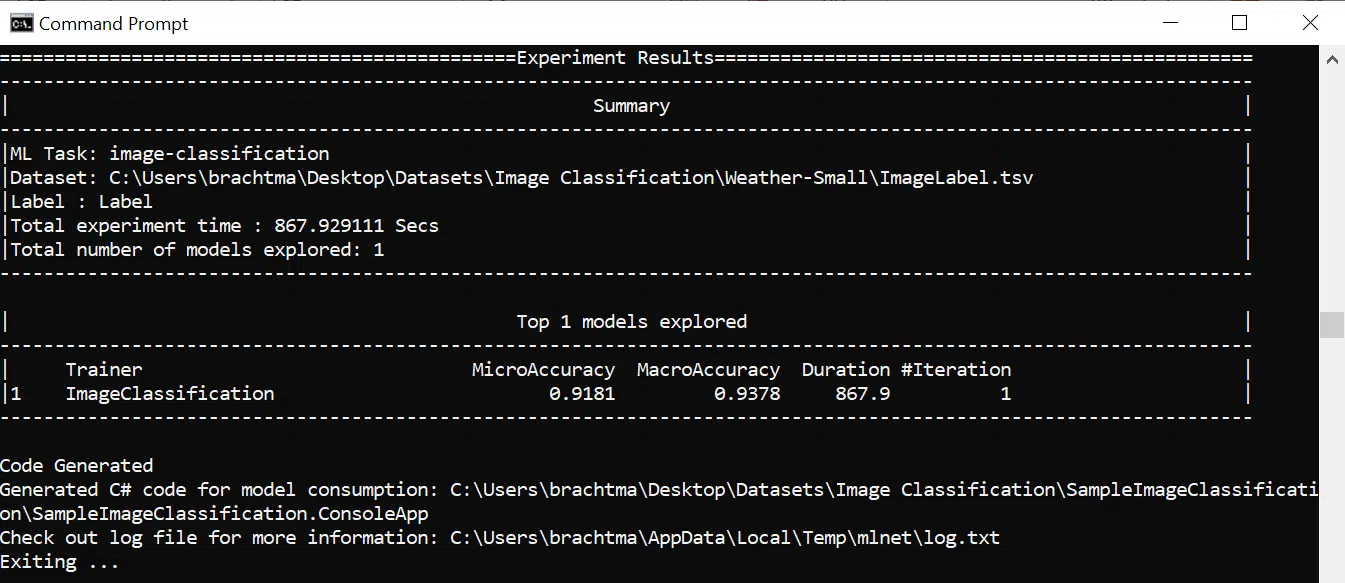 Command Prompt
===============================================Experiment Results=================================================
------------------------------------------------------------------------------------------------------------------
| Summary |
------------------------------------------------------------------------------------------------------------------
|ML Task: image-classification |
|Dataset: C:\Users\brachtma\Desktop\Datasets\Image Classification\Weather-Small\ImageLabel.tsv |
|Label : Label |
|Total experiment time : 867.929111 Secs |
|Total number of models explored: 1 |
------------------------------------------------------------------------------------------------------------------
| Top 1 models explored |
------------------------------------------------------------------------------------------------------------------
| Trainer MicroAccuracy MacroAccuracy Duration #Iteration |
|1 ImageClassification 0.9181 0.9378 867.9 1 |
------------------------------------------------------------------------------------------------------------------
Code Generated
Generated C# code for model consumption: C:\Users\brachtma\Desktop\Datasets\Image Classification\SampleImageClassificati
on\SampleImageClassification.ConsoleApp
Check out log file for more information: C:\Users\brachtma\AppData\Local\Temp\mlnet\log.txt
Exiting ...